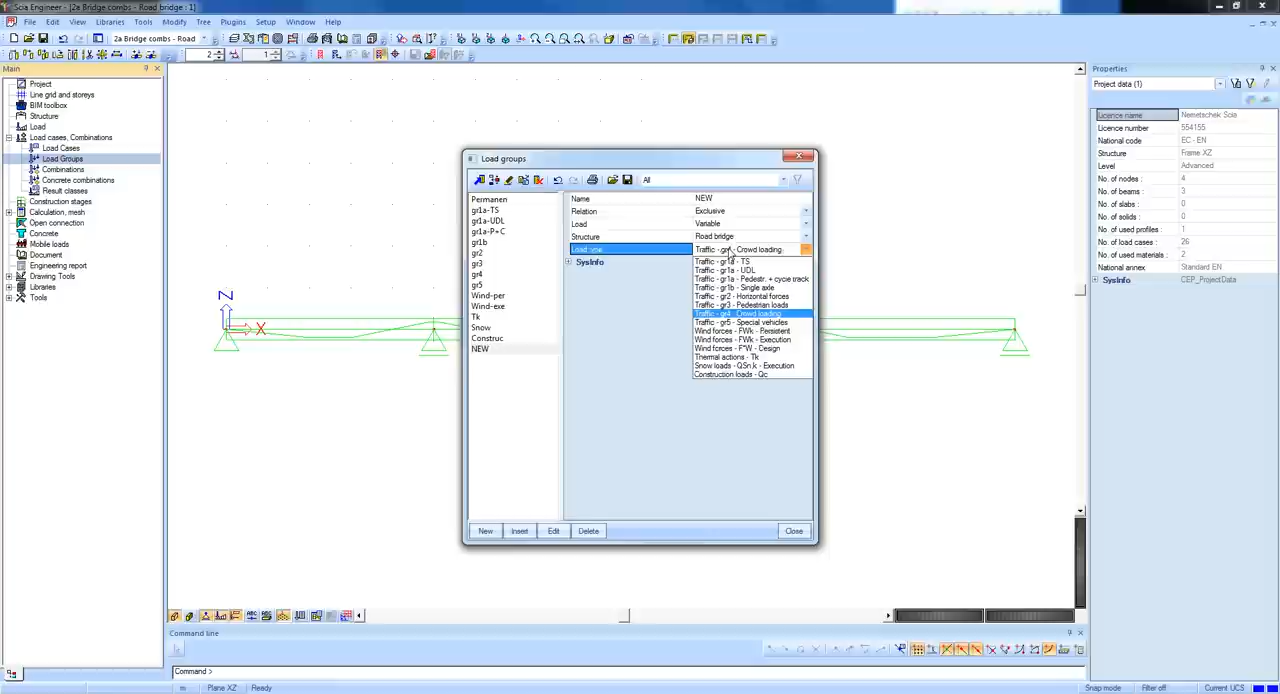 Scia Engineer - [2a Bridge combs - Road bridge : 1]
File Edit View Libraries Tools Modify Tree Plugins Setup Window Help
2a Bridge combs - Road
2 1
Main
Project
Line grid and storeys
BIM toolbox
Structure
Load
Load cases, Combinations
Load Cases
Load Groups
Combinations
Concrete combinations
Result classes
Construction stages
Calculation, mesh
Open connection
Concrete
Mobile loads
Document
Engineering report
Drawing Tools
Libraries
Tools
Z
X
Load groups
All
Permanen
gr1a-TS
gr1a-UDL
gr1a-P+C
gr1b
gr2
gr3
gr4
gr5
Wind-per
Wind-exe
Tk
Snow
Construc
NEW
Name NEW
Relation Exclusive
Load Variable
Structure Road bridge
Load type Traffic - gr4 - Crowd loading
SysInfo
Traffic - gr1a - TS
Traffic - gr1a - UDL
Traffic - gr1a - Pedestr. + cycle track
Traffic - gr1b - Single axle
Traffic - gr2 - Horizontal forces
Traffic - gr3 - Pedestrian loads
Traffic - gr4 - Crowd loading
Traffic - gr5 - Special vehicles
Wind forces - FWk - Persistent
Wind forces - FWk - Execution
Wind forces - F*W - Design
Thermal actions - Tk
Snow loads - QSn,k - Execution
Construction loads - Qc
New Insert Edit Delete Close
Properties
Project data (1)
Licence name Nemetschek Scia
Licence number 554155
National code EC - EN
Structure Frame XZ
Level Advanced
No. of nodes : 4
No. of beams : 3
No. of slabs : 0
No. of solids : 0
No. of used profiles : 1
No. of load cases : 26
No. of used materials : 2
National annex Standard EN
SysInfo CEP_ProjectData
Command line
Command >
m Plane XZ Ready Snap mode Filter off Current UCS